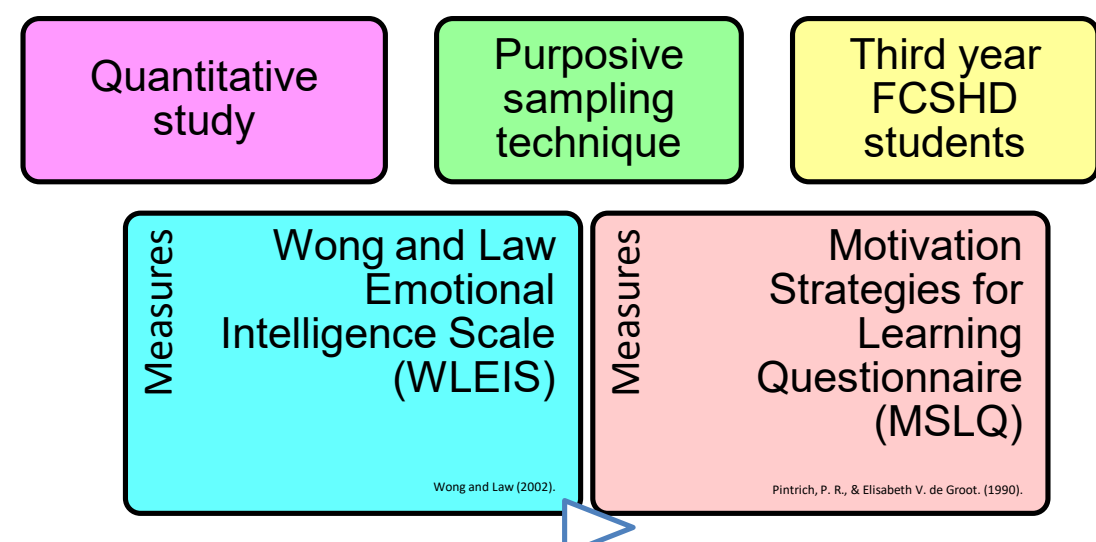 Quantitative
study
Purposive
sampling
technique
Third year
FCSHD
students
Measures
Wong and Law
Emotional
Intelligence Scale
(WLEIS)
Wong and Law (2002).
Measures
Motivation
Strategies for
Learning
Questionnaire
(MSLQ)
Pintrich, P. R., & Elisabeth V. de Groot. (1990).